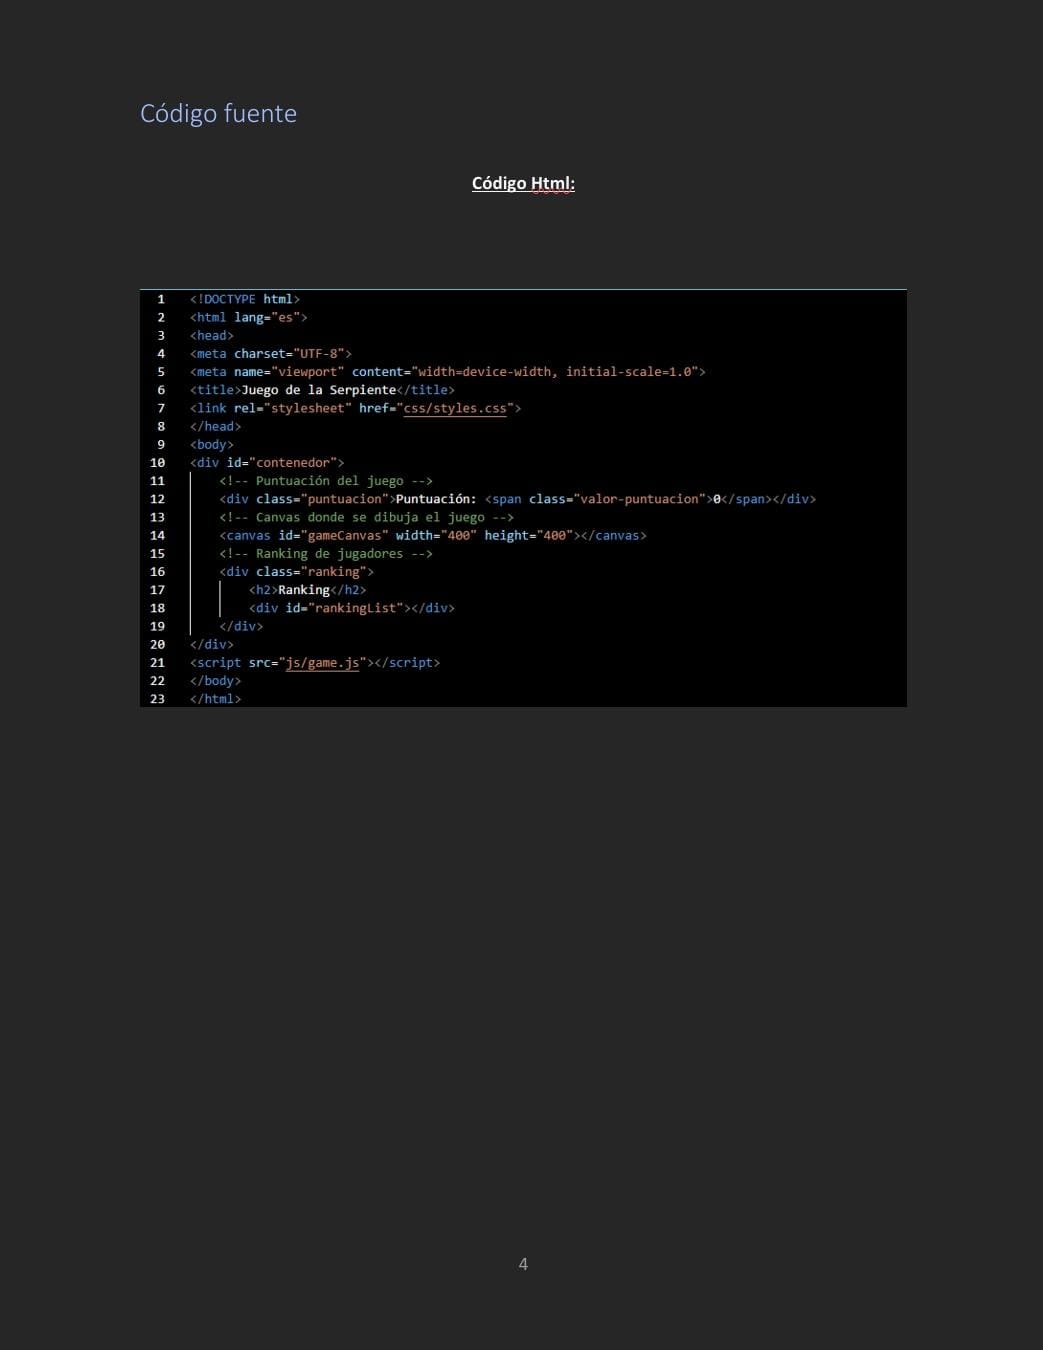 Código fuente
Código Html:
1 <!DOCTYPE html>
2 <html lang="es">
3 <head>
4 <meta charset="UTF-8">
5 <meta name="viewport" content="width=device-width, initial-scale=1.0">
6 <title>Juego de la Serpiente</title>
7 <link rel="stylesheet" href="css/styles.css">
8 </head>
9 <body>
10 <div id="contenedor">
11     <!-- Puntuación del juego -->
12     <div class="puntuacion">Puntuación: <span class="valor-puntuacion">0</span></div>
13     <!-- Canvas donde se dibuja el juego -->
14     <canvas id="gameCanvas" width="400" height="400"></canvas>
15     <!-- Ranking de jugadores -->
16     <div class="ranking">
17         <h2>Ranking</h2>
18         <div id="rankingList"></div>
19     </div>
20 </div>
21 <script src="js/game.js"></script>
22 </body>
23 </html>
4